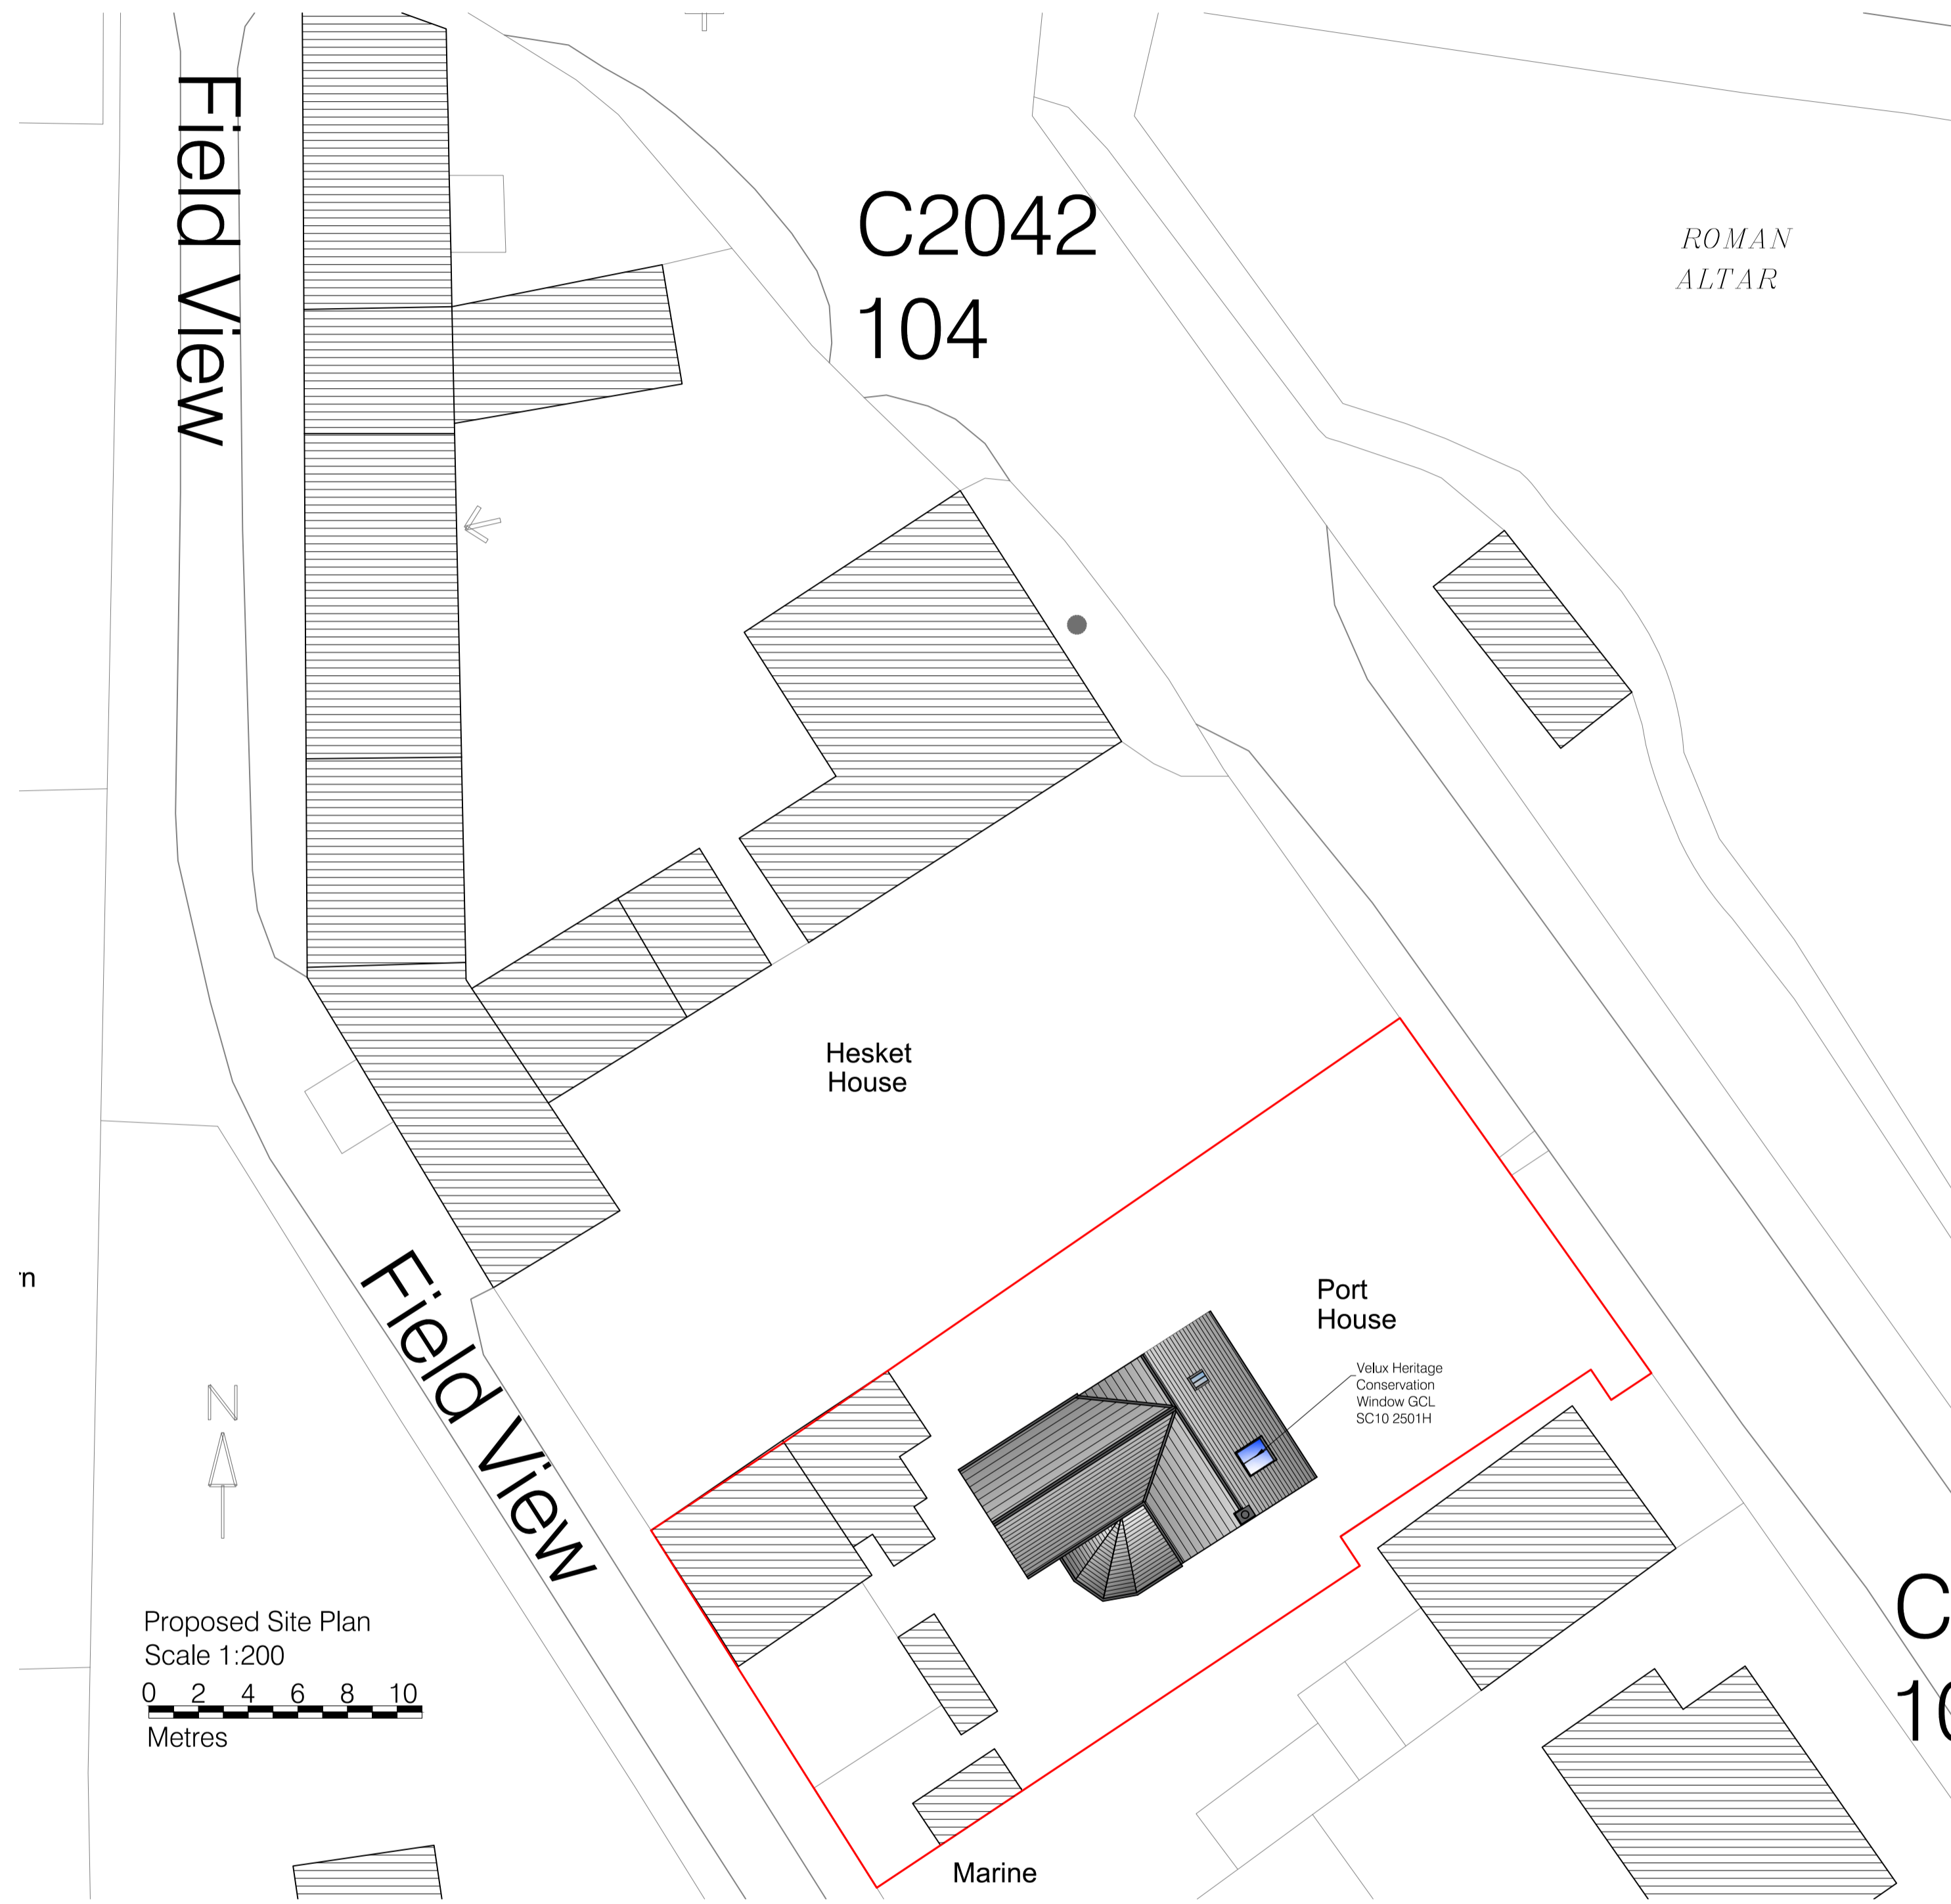 Field View
C2042
104
ROMAN
ALTAR
Hesket
House
Port
House
Velux Heritage
Conservation
Window GCL
SC10 2501H
Field View
N
Proposed Site Plan
Scale 1:200
0 2 4 6 8 10
Metres
Marine